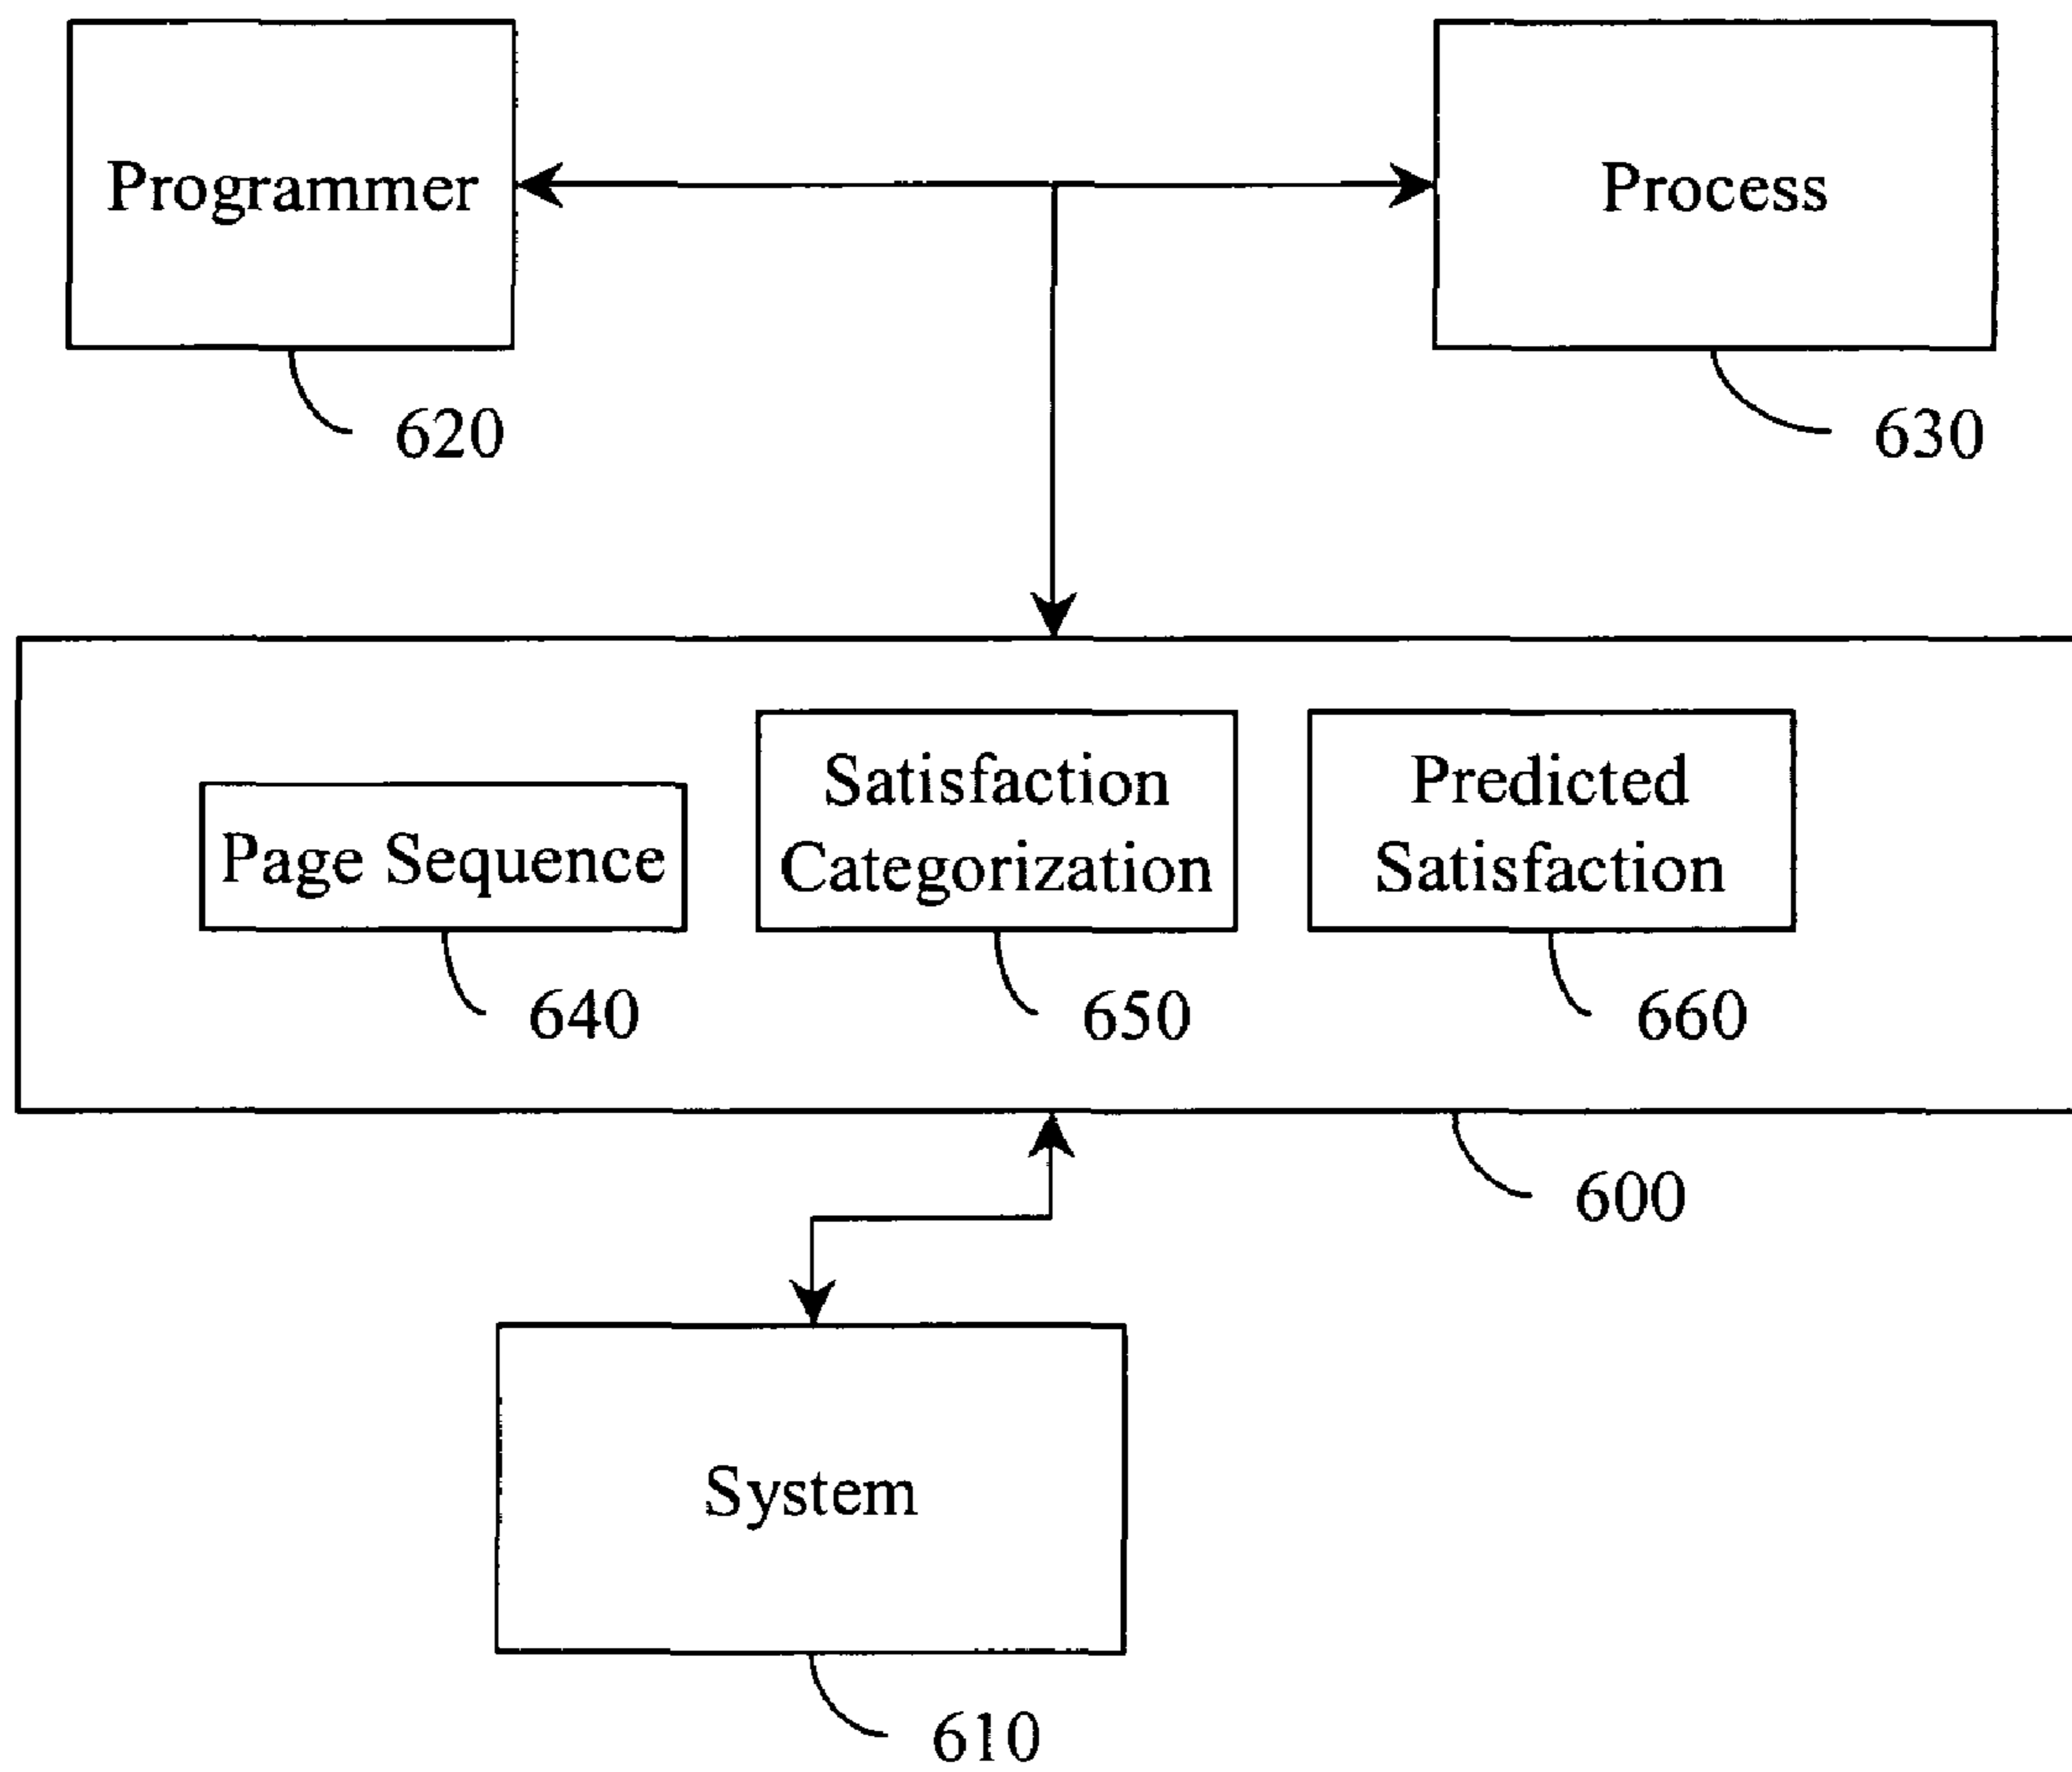 Programmer
Process
620
630
Satisfaction
Categorization
Predicted
Satisfaction
Page Sequence
640
650
660
600
System
610